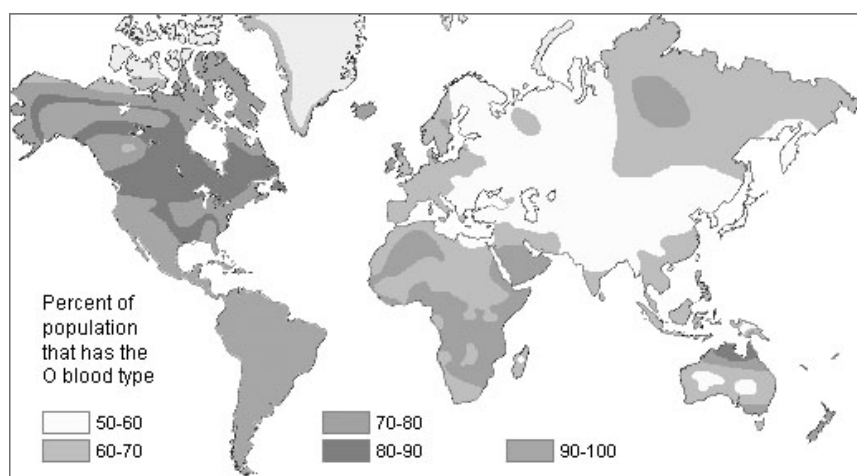 Percent of
population
that has the
O blood type
50-60
70-80
60-70
80-90
90-100